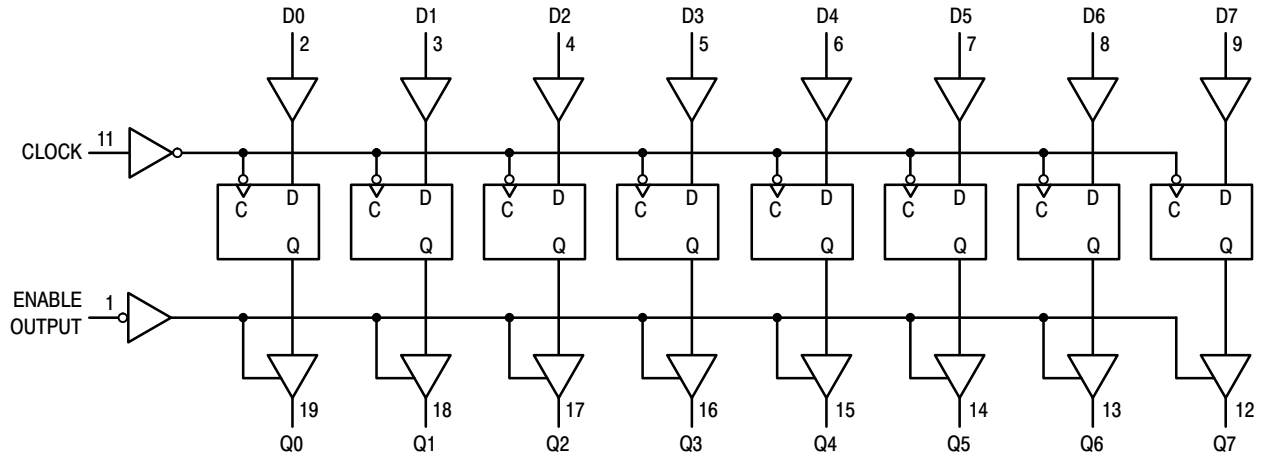 D0 D1 D2 D3 D4 D5 D6 D7
2 3 4 5 6 7 8 9
CLOCK 11
C D C D C D C D C D C D C D C D
Q Q Q Q Q Q Q Q
ENABLE OUTPUT 1
19 18 17 16 15 14 13 12
Q0 Q1 Q2 Q3 Q4 Q5 Q6 Q7